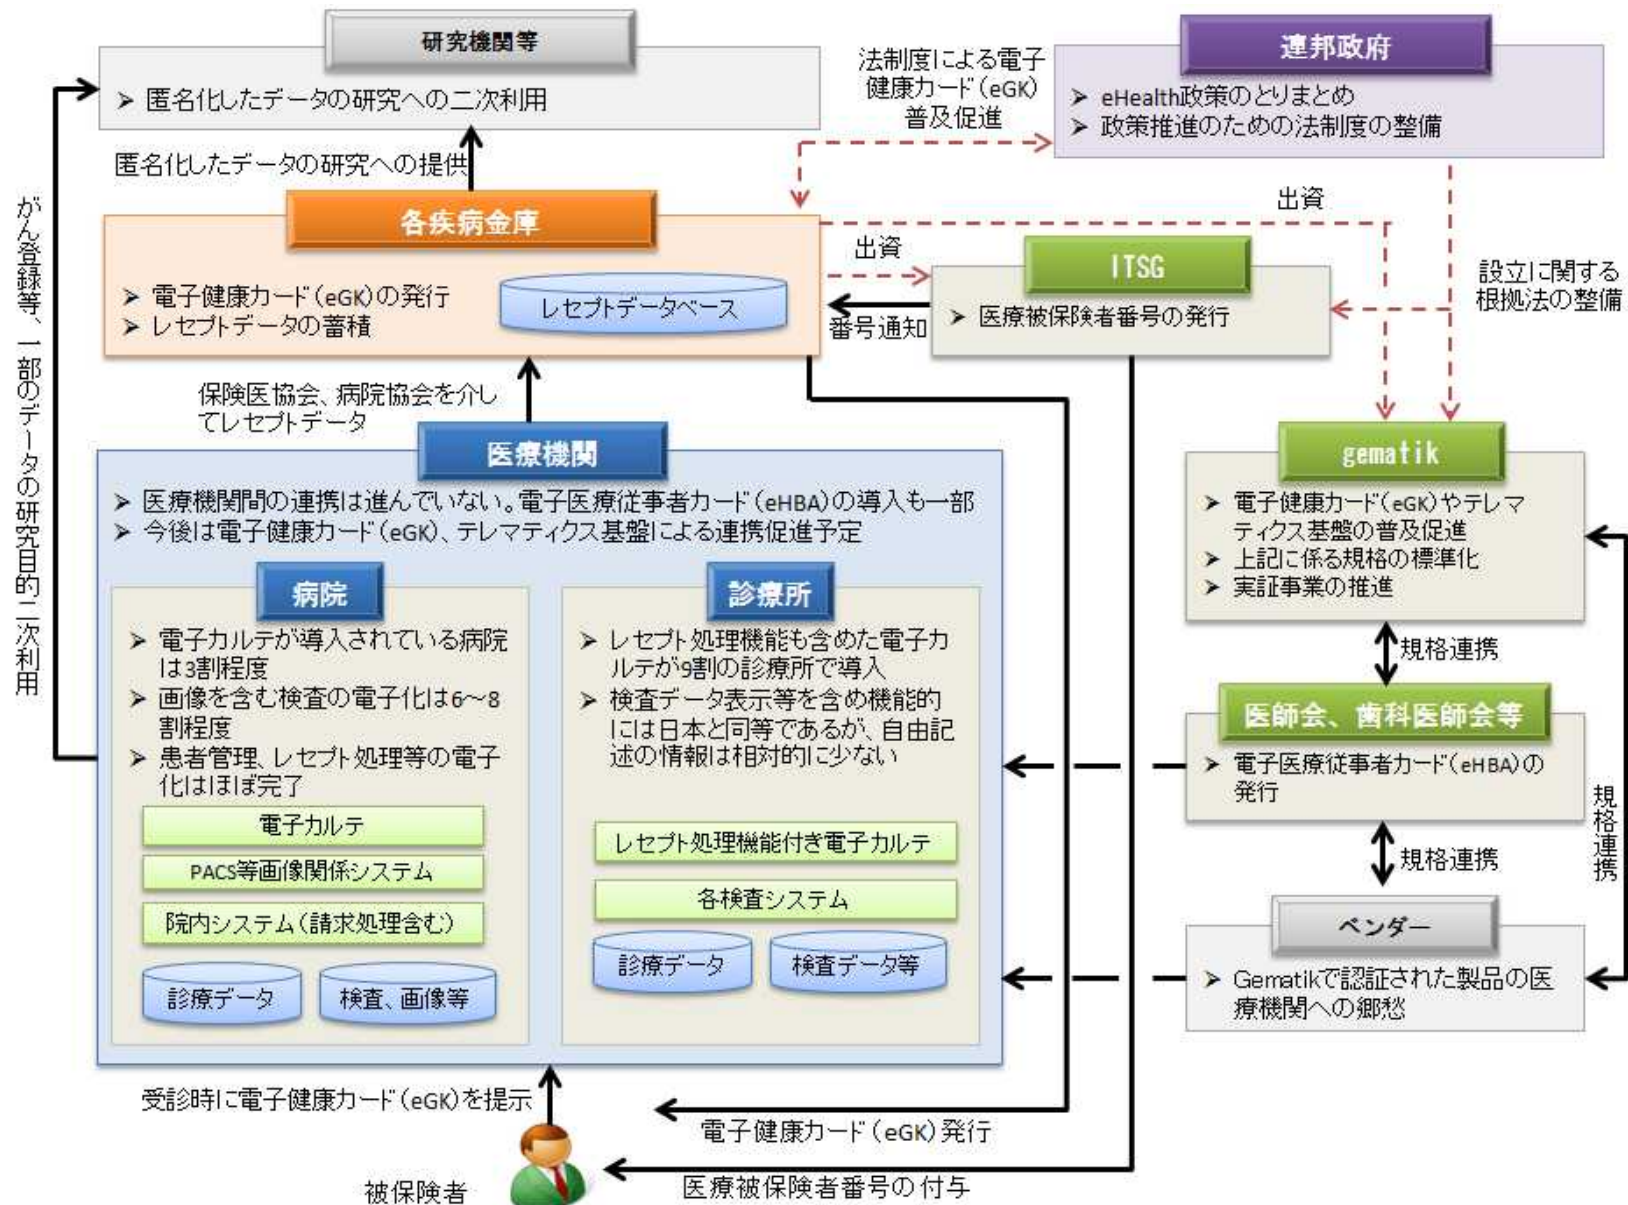 研究機関等
➢ 匿名化したデータの研究への二次利用
匿名化したデータの研究への提供
がん登録等、一部のデータの研究目的二次利用
法制度による電子
健康カード(eGK)
普及促進
連邦政府
➢ eHealth政策のとりまとめ
➢ 政策推進のための法制度の整備
各疾病金庫
➢ 電子健康カード(eGK)の発行
➢ レセプトデータの蓄積
レセプトデータベース
出資
出資
番号通知
ITSG
➢ 医療被保険者番号の発行
設立に関する
根拠法の整備
保険医協会、病院協会を介し
てレセプトデータ
医療機関
➢ 医療機関間の連携は進んでいない。電子医療従事者カード(eHBA)の導入も一部
➢ 今後は電子健康カード(eGK)、テレマティクス基盤による連携促進予定
病院
➢ 電子カルテが導入されている病院
は3割程度
➢ 画像を含む検査の電子化は6～8
割程度
➢ 患者管理、レセプト処理等の電子
化はほぼ完了
電子カルテ
PACS等画像関係システム
院内システム(請求処理含む)
診療データ
検査、画像等
診療所
➢ レセプト処理機能も含めた電子カ
ルテが9割の診療所で導入
➢ 検査データ表示等を含め機能的
には日本と同等であるが、自由記
述の情報は相対的に少ない
レセプト処理機能付き電子カルテ
各検査システム
診療データ
検査データ等
gematik
➢ 電子健康カード(eGK)やテレマ
ティクス基盤の普及促進
➢ 上記に係る規格の標準化
➢ 実証事業の推進
規格連携
医師会、歯科医師会等
➢ 電子医療従事者カード(eHBA)の
発行
規格連携
規格連携
ベンダー
➢ Gematikで認証された製品の医
療機関への郷愁
受診時に電子健康カード(eGK)を提示
電子健康カード(eGK)発行
被保険者
医療被保険者番号の付与